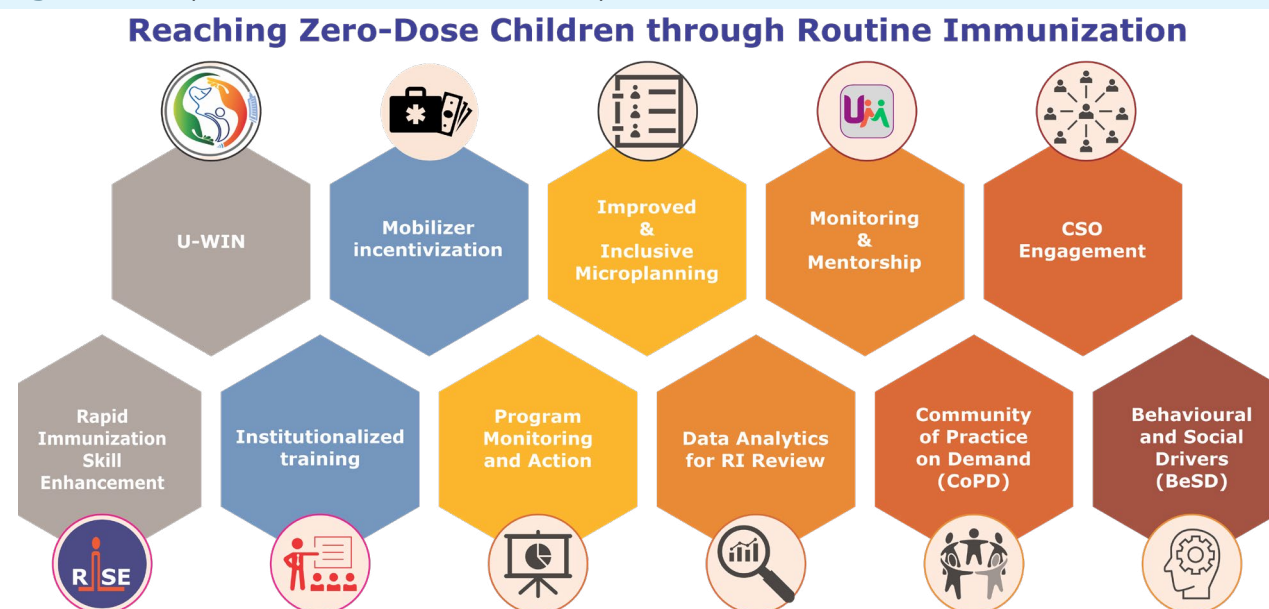 Reaching Zero-Dose Children through Routine Immunization
U-WIN
Mobilizer
incentivization
Improved
&
Inclusive
Microplanning
UM
Monitoring
&
Mentorship
CSO
Engagement
Rapid
Immunization
Skill
Enhancement
RISE
Institutionalized
training
Program
Monitoring
and Action
Data Analytics
for RI Review
Community
of Practice
on Demand
(CoPD)
Behavioural
and Social
Drivers
(BeSD)